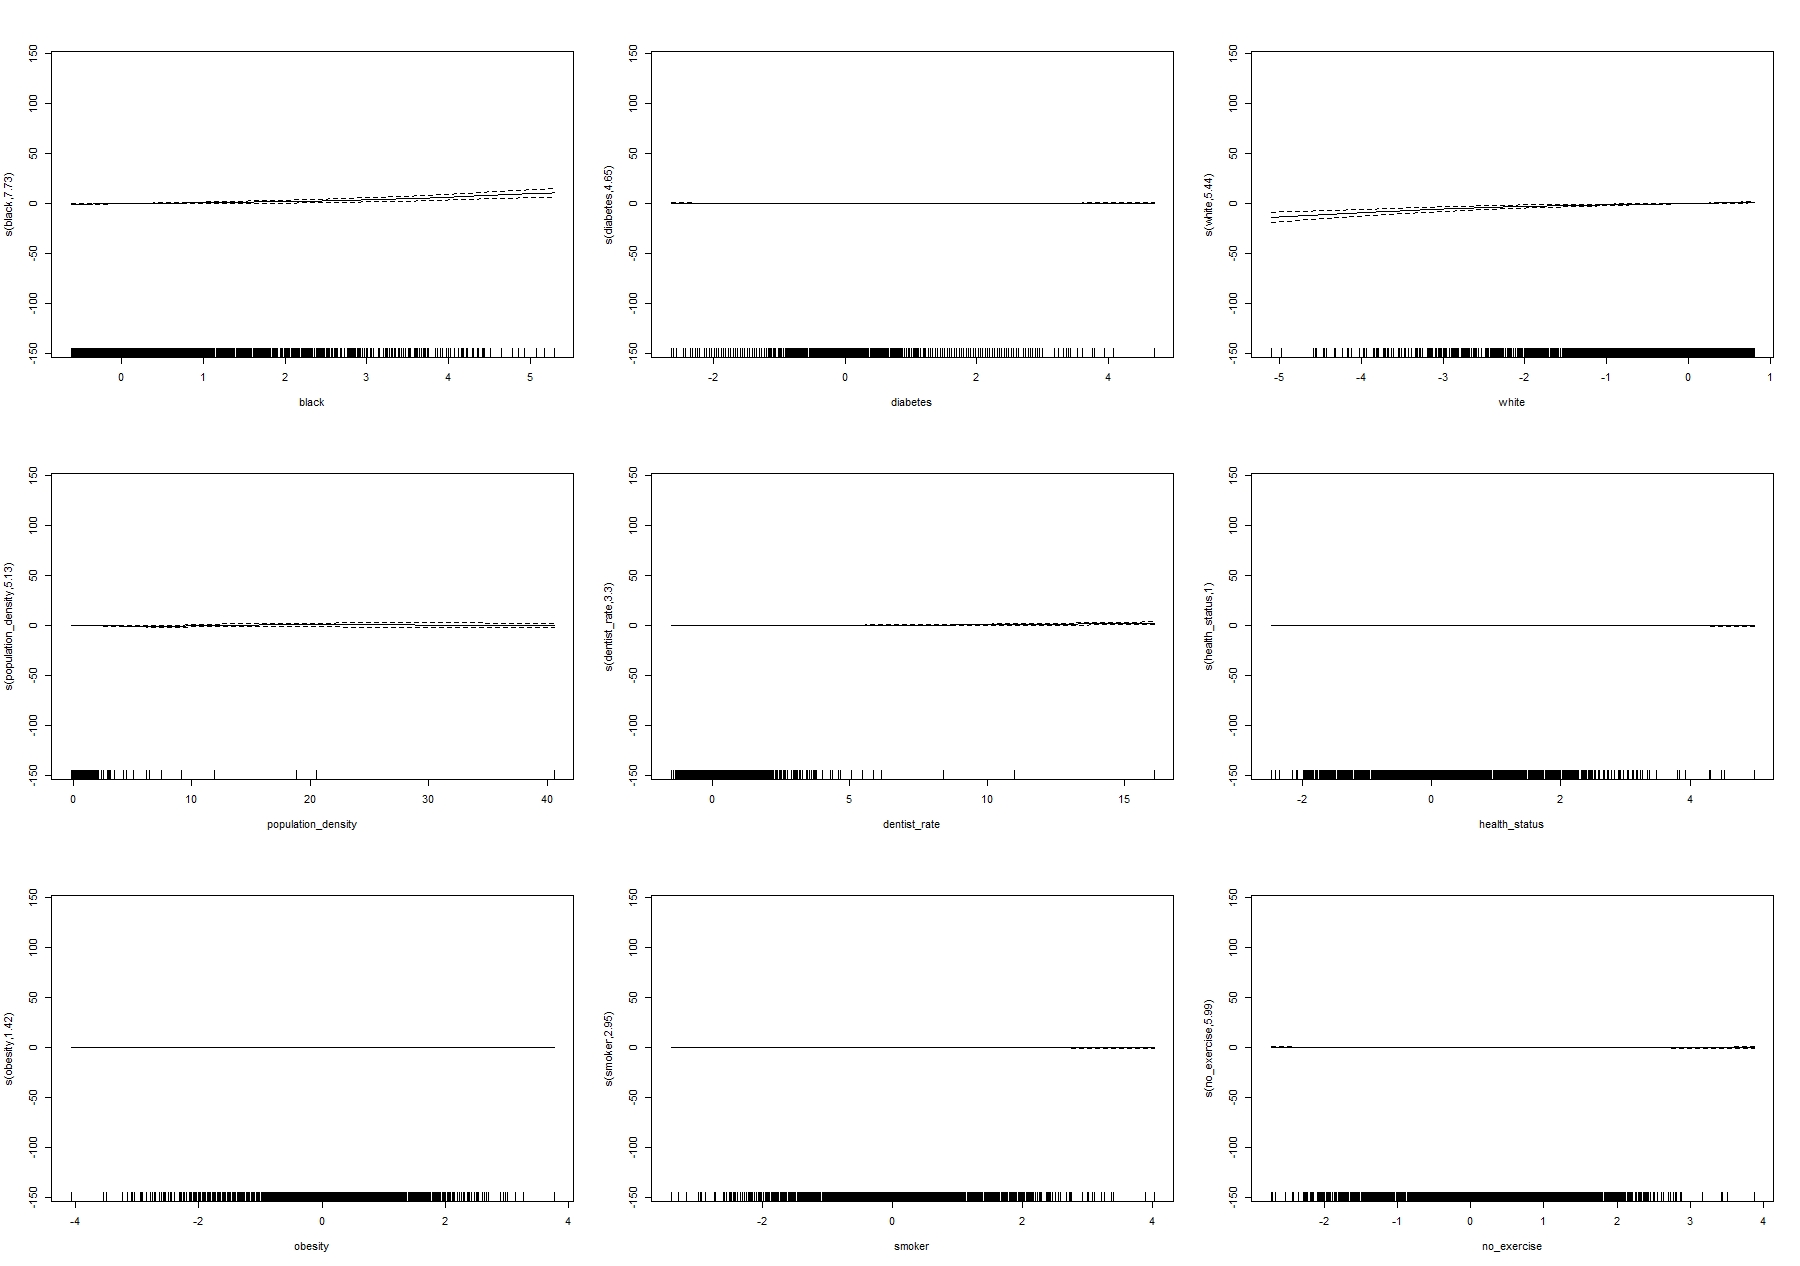 s(black,7.73)
150
100
50
0
-50
-100
-150
0 1 2 3 4 5
black
s(diabetes,4.65)
150
100
50
0
-50
-100
-150
-2 0 2 4
diabetes
s(white,5.44)
150
100
50
0
-50
-100
-150
-5 -4 -3 -2 -1 0 1
white
s(population_density,5.13)
150
100
50
0
-50
-100
-150
0 10 20 30 40
population_density
s(dentist_rate,3.3)
150
100
50
0
-50
-100
-150
0 5 10 15
dentist_rate
s(health_status,1)
150
100
50
0
-50
-100
-150
-2 0 2 4
health_status
s(obesity,1.42)
150
100
50
0
-50
-100
-150
-4 -2 0 2 4
obesity
s(smoker,2.95)
150
100
50
0
-50
-100
-150
-2 0 2 4
smoker
s(no_exercise,5.99)
150
100
50
0
-50
-100
-150
-2 -1 0 1 2 3 4
no_exercise